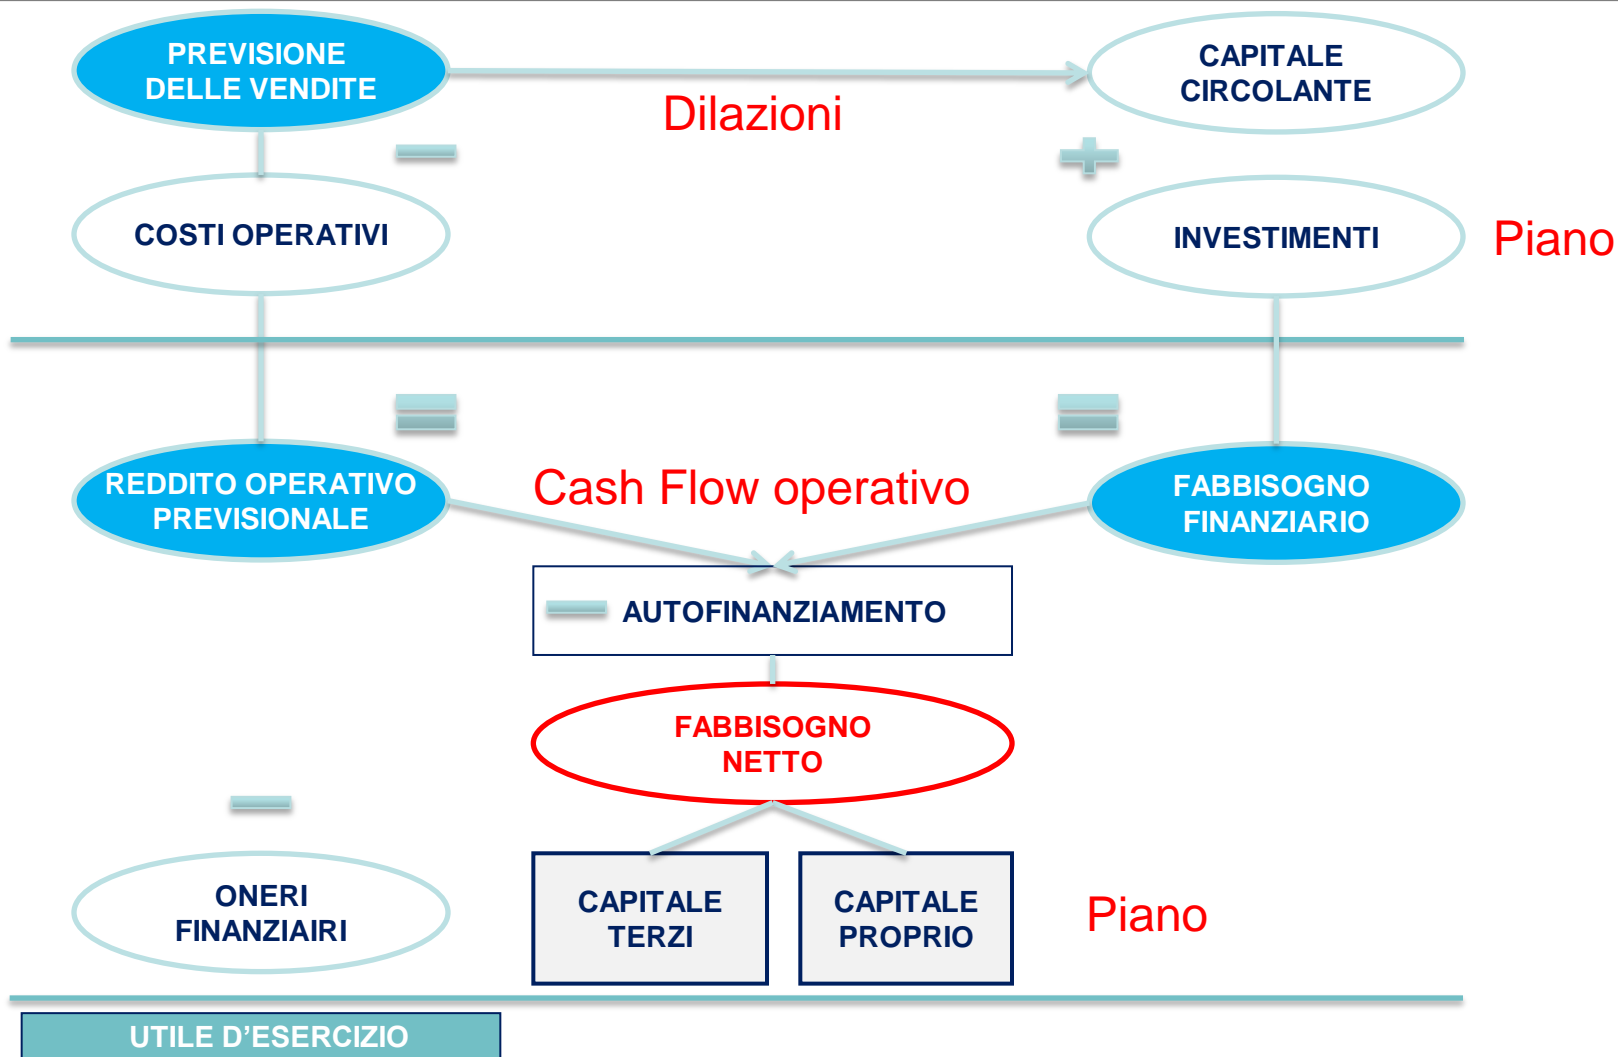 PREVISIONE
DELLE VENDITE
CAPITALE
CIRCOLANTE
Dilazioni
COSTI OPERATIVI
INVESTIMENTI
Piano
REDDITO OPERATIVO
PREVISIONALE
Cash Flow operativo
FABBISOGNO
FINANZIARIO
AUTOFINANZIAMENTO
FABBISOGNO
NETTO
ONERI
FINANZIAIRI
CAPITALE
TERZI
CAPITALE
PROPRIO
Piano
UTILE D’ESERCIZIO